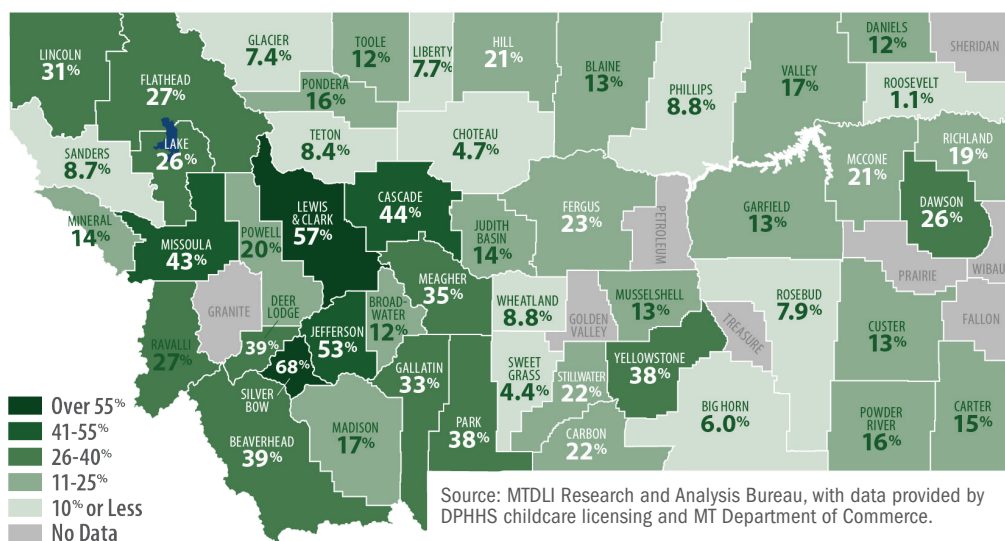 LINCOLN
31%
FLATHEAD
27%
GLACIER
7.4%
TOOLE
12%
LIBERTY
7.7%
HILL
21%
BLAINE
13%
PHILLIPS
8.8%
DANIELS
12%
SHERIDAN
VALLEY
17%
ROOSEVELT
1.1%
PONDERA
16%
TETON
8.4%
CHOTEAU
4.7%
LAKE
26%
SANDERS
8.7%
MINERAL
14%
MISSOULA
43%
POWELL
20%
LEWIS
& CLARK
57%
CASCADE
44%
JUDITH
BASIN
14%
FERGUS
23%
PETROLEUM
GARFIELD
13%
MCCONE
21%
RICHLAND
19%
DAWSON
26%
PRAIRIE
WIBAU
FALLON
MEAGHER
35%
WHEATLAND
8.8%
GOLDEN
VALLEY
MUSSELSHELL
13%
TREASURE
ROSEBUD
7.9%
CUSTER
13%
GRANITE
DEER
LODGE
39%
RAVALLI
27%
JEFFERSON
53%
BROAD-
WATER
12%
68%
SILVER
BOW
GALLATIN
33%
PARK
38%
SWEET
GRASS
4.4%
STILLWATER
22%
YELLOWSTONE
38%
CARBON
22%
BIG HORN
6.0%
POWDER
RIVER
16%
CARTER
15%
BEAVERHEAD
39%
MADISON
17%
Over 55%
41-55%
26-40%
11-25%
10% or Less
No Data
Source: MTDLI Research and Analysis Bureau, with data provided by
DPHHS childcare licensing and MT Department of Commerce.